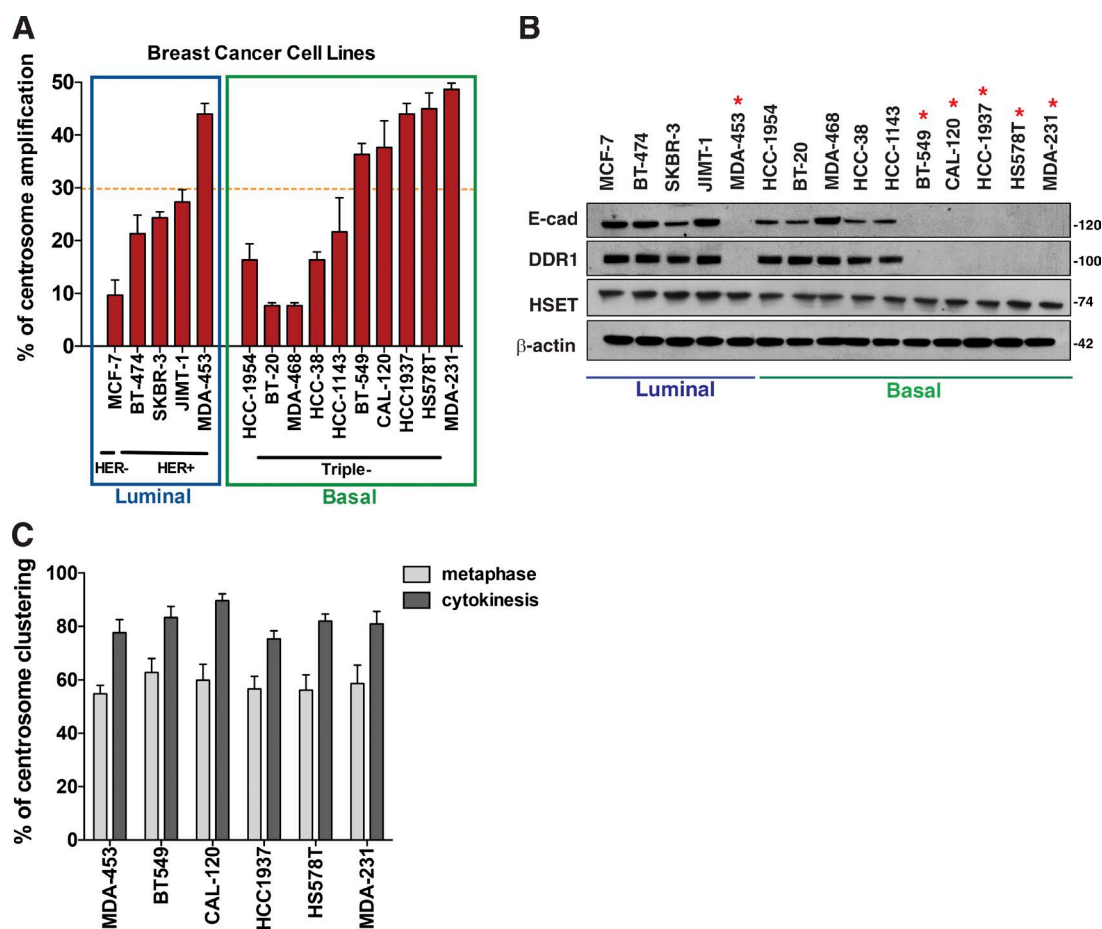 A
Breast Cancer Cell Lines
% of centrosome amplification
50
40
30
20
10
0
MCF-7
BT-474
SKBR-3
JIMT-1
MDA-453
HCC-1954
BT-20
MDA-468
HCC-38
HCC-1143
BT-549
CAL-120
HCC1937
HS578T
MDA-231
HER-
HER+
Triple-
Luminal
Basal
B
MCF-7
BT-474
SKBR-3
JIMT-1
MDA-453 *
HCC-1954
BT-20
MDA-468
HCC-38
HCC-1143
BT-549 *
CAL-120 *
HCC-1937 *
HS578T *
MDA-231 *
E-cad -120
DDR1 -100
HSET -74
β-actin -42
Luminal
Basal
C
% of centrosome clustering
100
80
60
40
20
0
metaphase
cytokinesis
MDA-453
BT549
CAL-120
HCC1937
HS578T
MDA-231